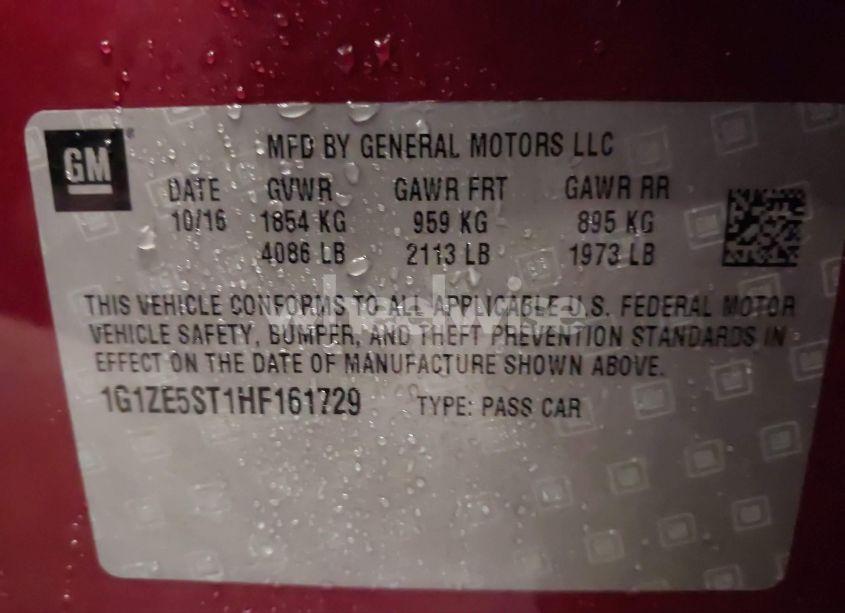 GM
MFD BY GENERAL MOTORS LLC
DATE GVWR GAWR FRT GAWR RR
10/16 1854 KG 959 KG 895 KG
4086 LB 2113 LB 1973 LB
THIS VEHICLE CONFORMS TO ALL APPLICABLE U.S. FEDERAL MOTOR
VEHICLE SAFETY, BUMPER, AND THEFT PREVENTION STANDARDS IN
EFFECT ON THE DATE OF MANUFACTURE SHOWN ABOVE.
1G1ZE5ST1HF161729 TYPE: PASS CAR